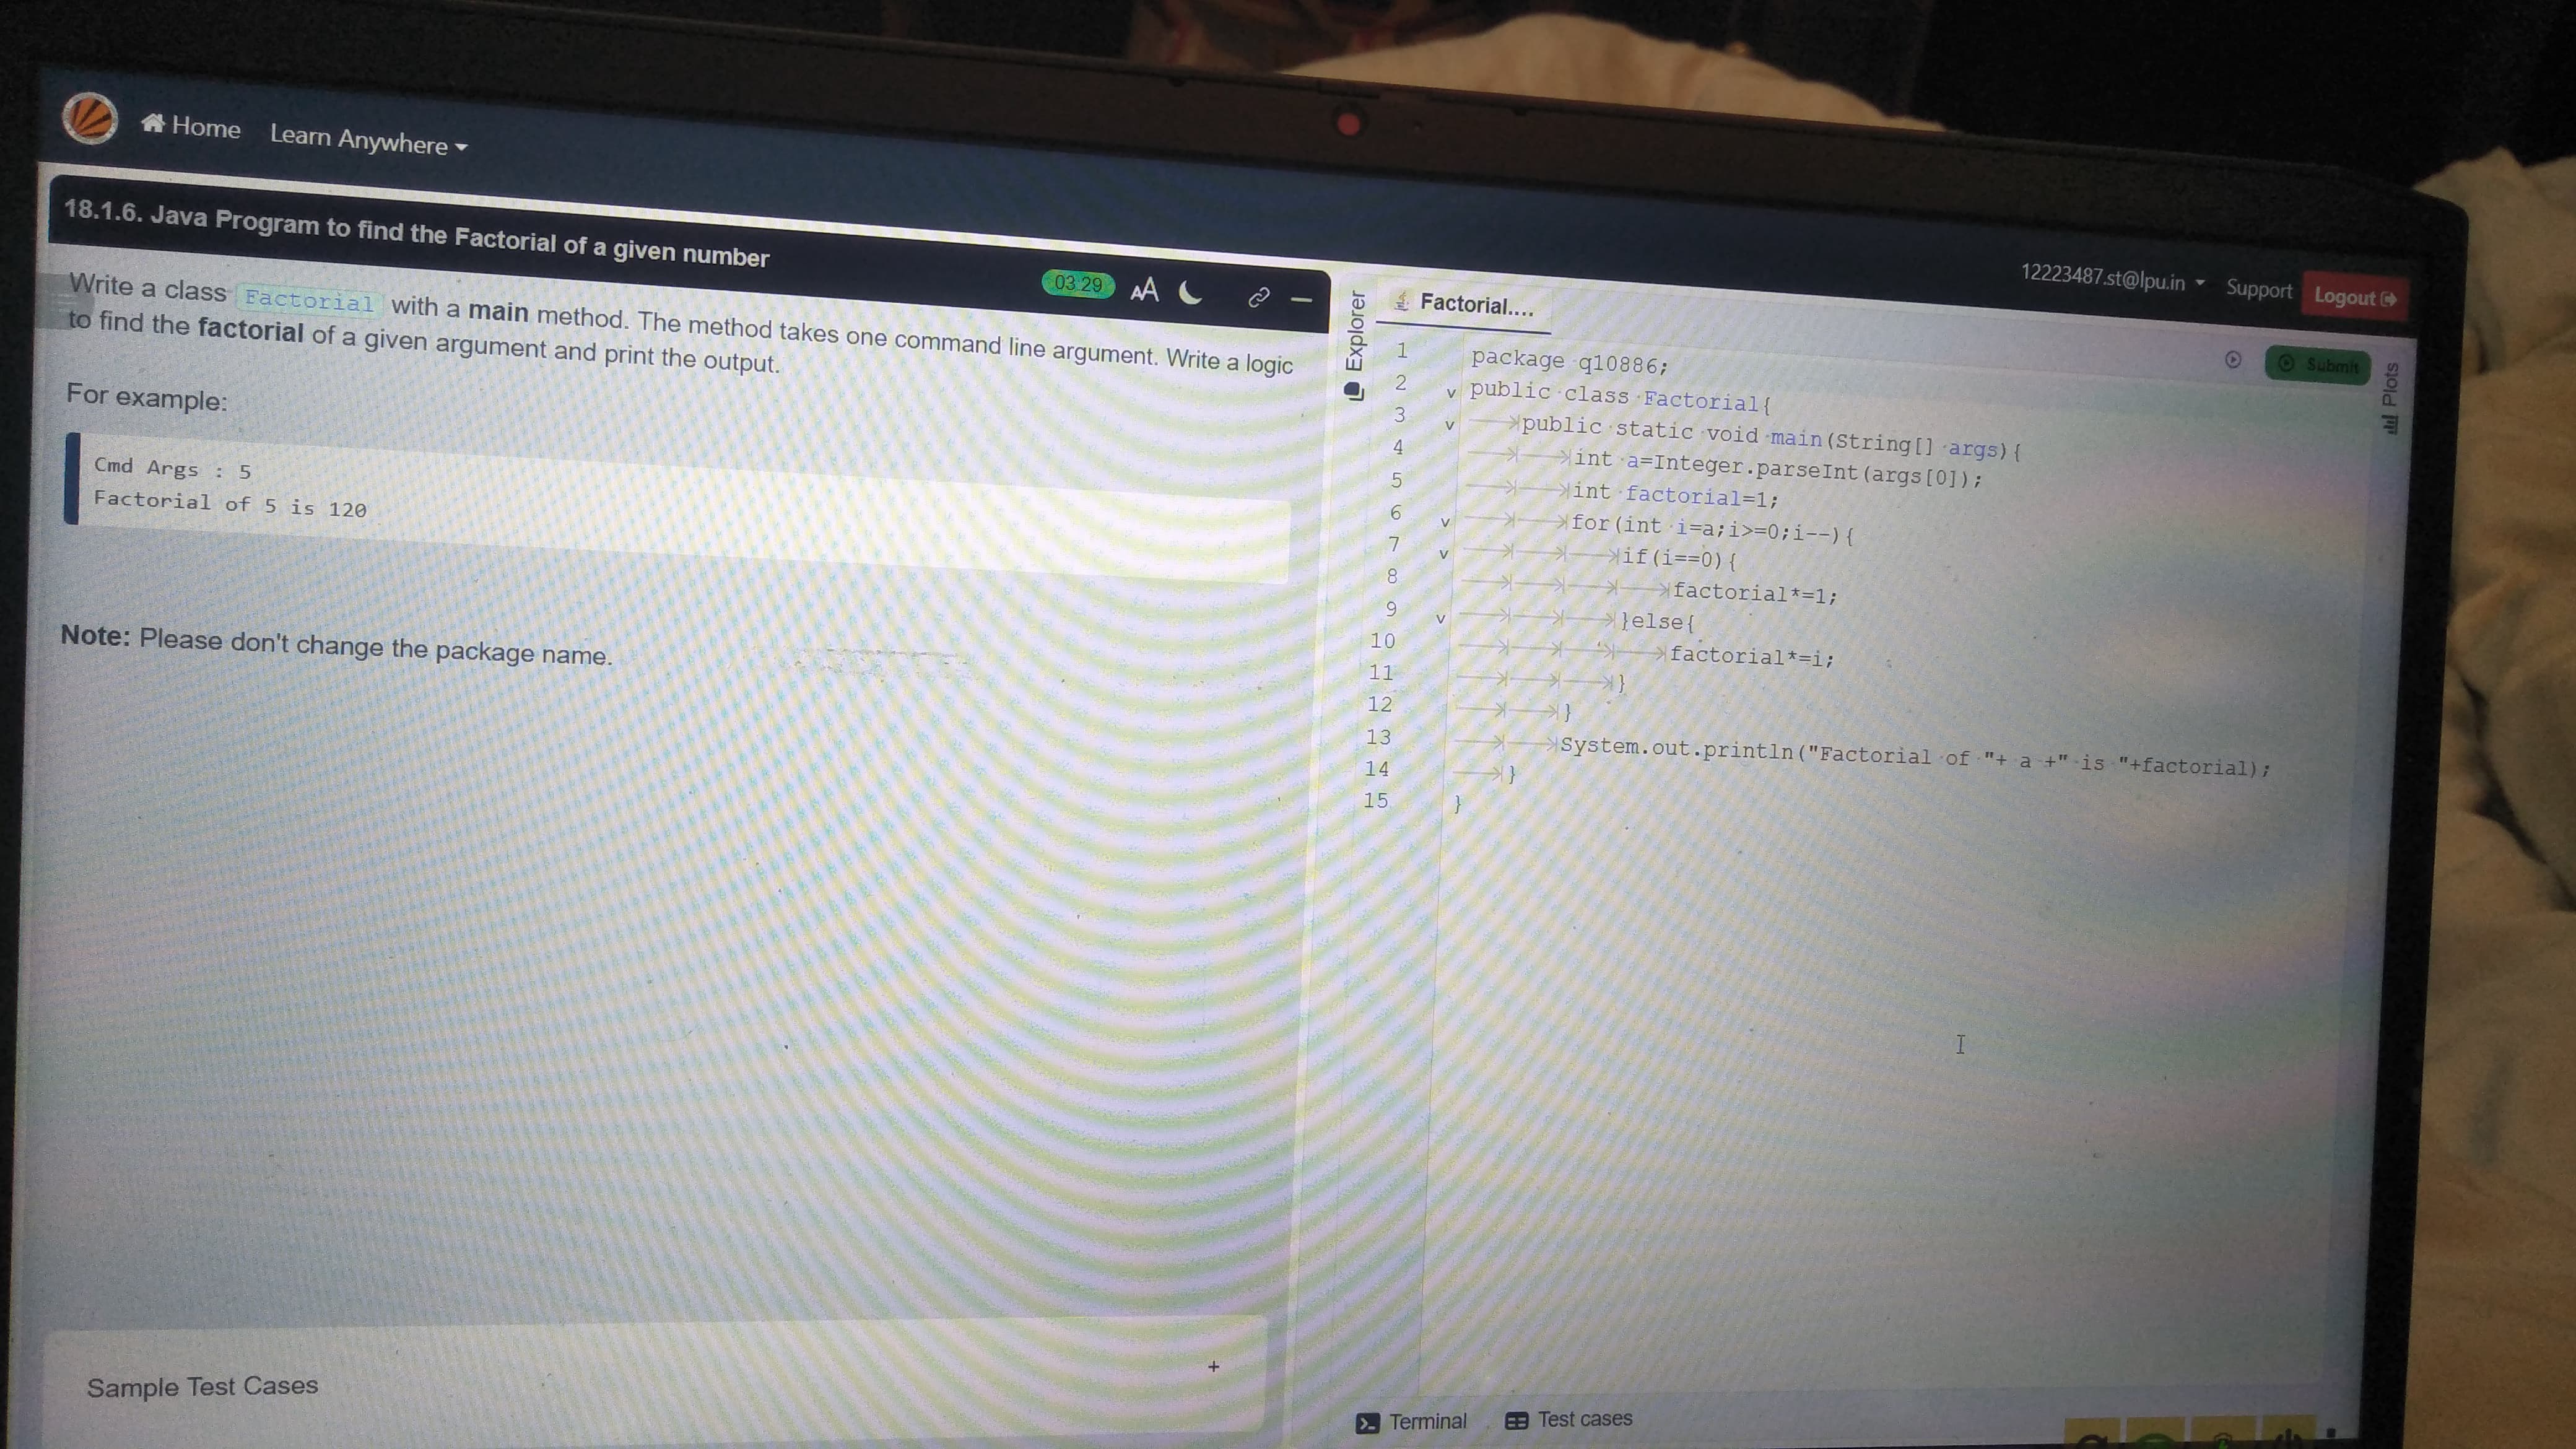 Home Learn Anywhere
12223487.st@lpu.in Support Logout
18.1.6. Java Program to find the Factorial of a given number
03:29 AA
Write a class Factorial with a main method. The method takes one command line argument. Write a logic
to find the factorial of a given argument and print the output.
For example:
Cmd Args : 5
Factorial of 5 is 120
Note: Please don't change the package name.
Sample Test Cases
+
Explorer
Factorial....
Submit
Plots
1 package q10886;
2 public class Factorial{
3 public static void main(String[] args){
4 int a=Integer.parseInt(args[0]);
5 int factorial=1;
6 for(int i=a;i>=0;i--){
7 if(i==0){
8 factorial*=1;
9 }else{
10 factorial*=i;
11 }
12 }
13 System.out.println("Factorial of "+ a +" is "+factorial);
14 }
15 }
Terminal Test cases